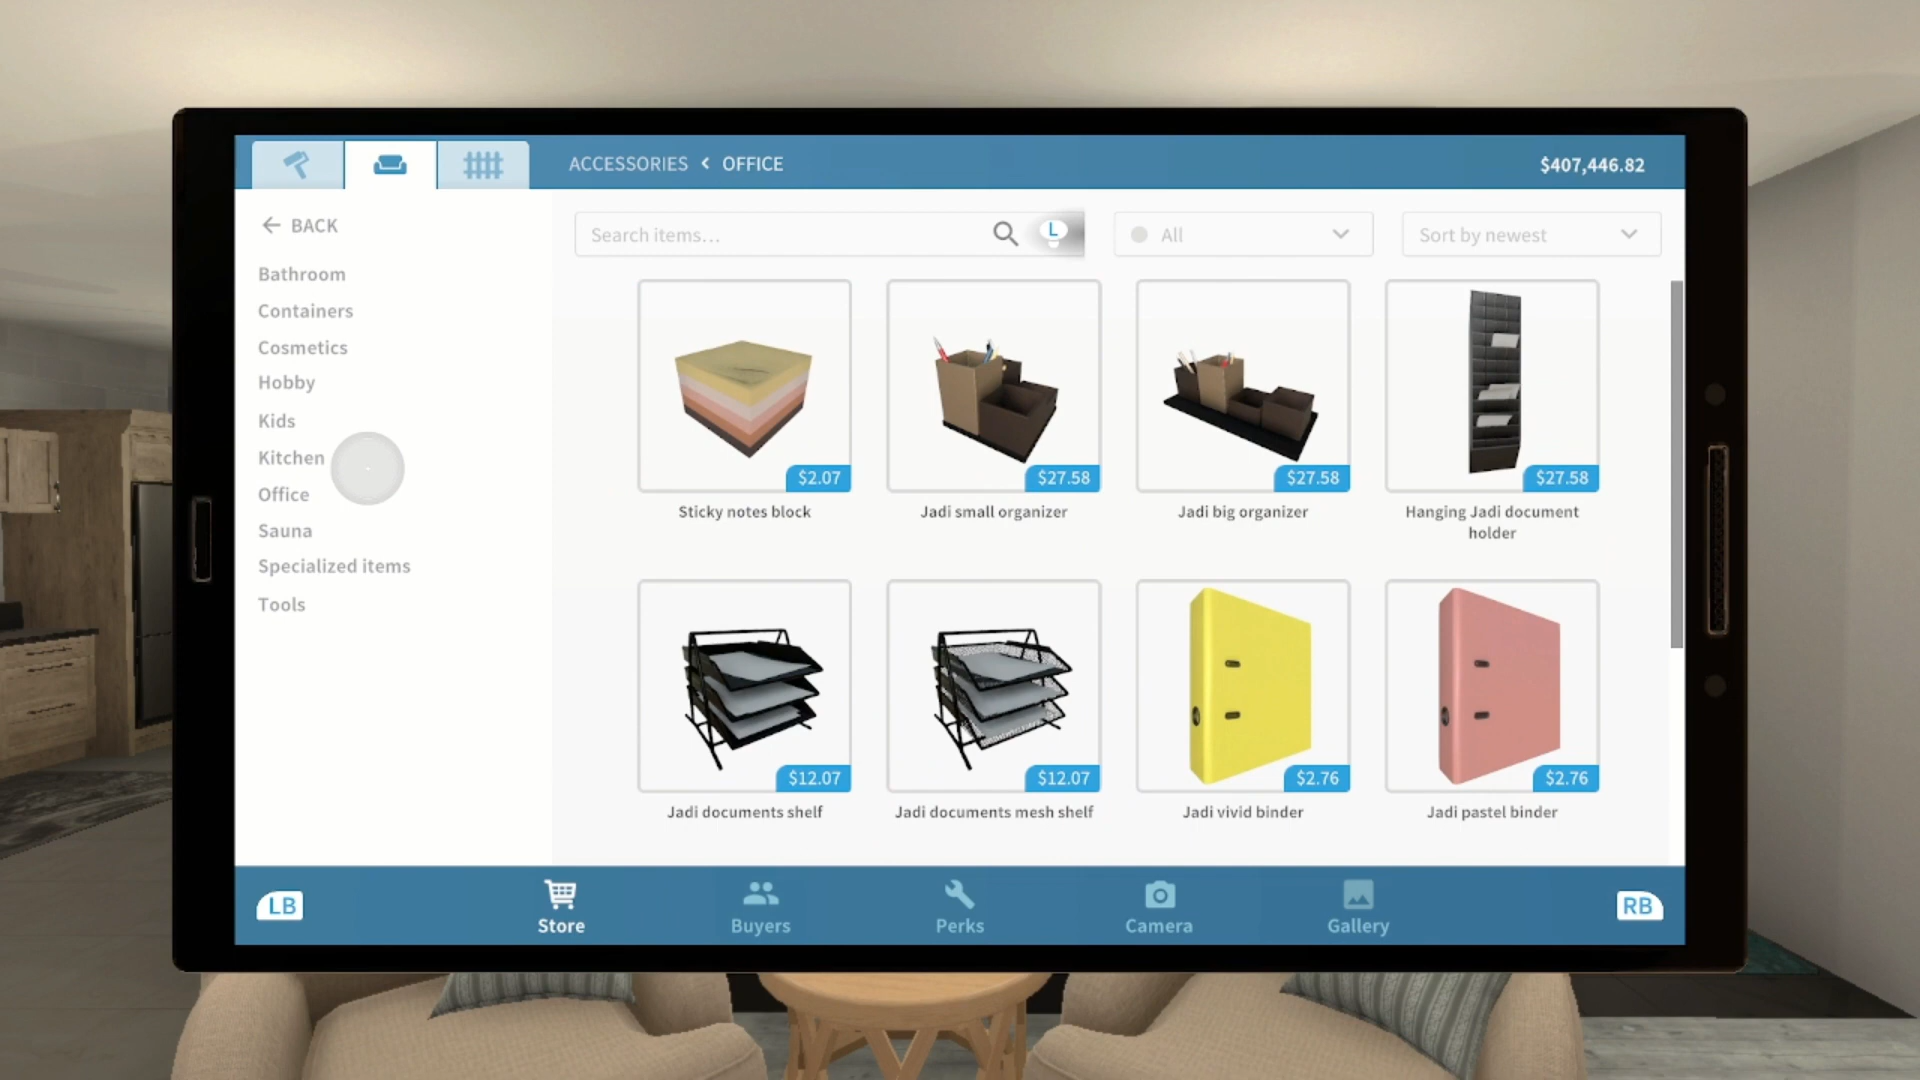 ACCESSORIES < OFFICE
$407,446.82
BACK
Search items...
L
All
Sort by newest
Bathroom
Containers
Cosmetics
Hobby
Kids
Kitchen
Office
Sauna
Specialized items
Tools
$2.07
$27.58
$27.58
$27.58
Sticky notes block
Jadi small organizer
Jadi big organizer
Hanging Jadi document
holder
$12.07
$12.07
$2.76
$2.76
Jadi documents shelf
Jadi documents mesh shelf
Jadi vivid binder
Jadi pastel binder
LB
Store
Buyers
Perks
Camera
Gallery
RB